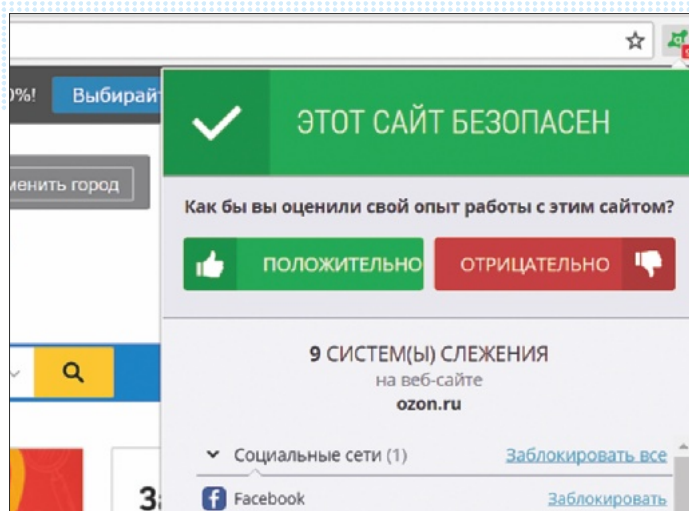 %!
Выбирай
ЭТОТ САЙТ БЕЗОПАСЕН
менить город
Как бы вы оценили свой опыт работы с этим сайтом?
ПОЛОЖИТЕЛЬНО
ОТРИЦАТЕЛЬНО
9 СИСТЕМ(Ы) СЛЕЖЕНИЯ
на веб-сайте
ozon.ru
Социальные сети (1)
Заблокировать все
За
Facebook
Заблокировать